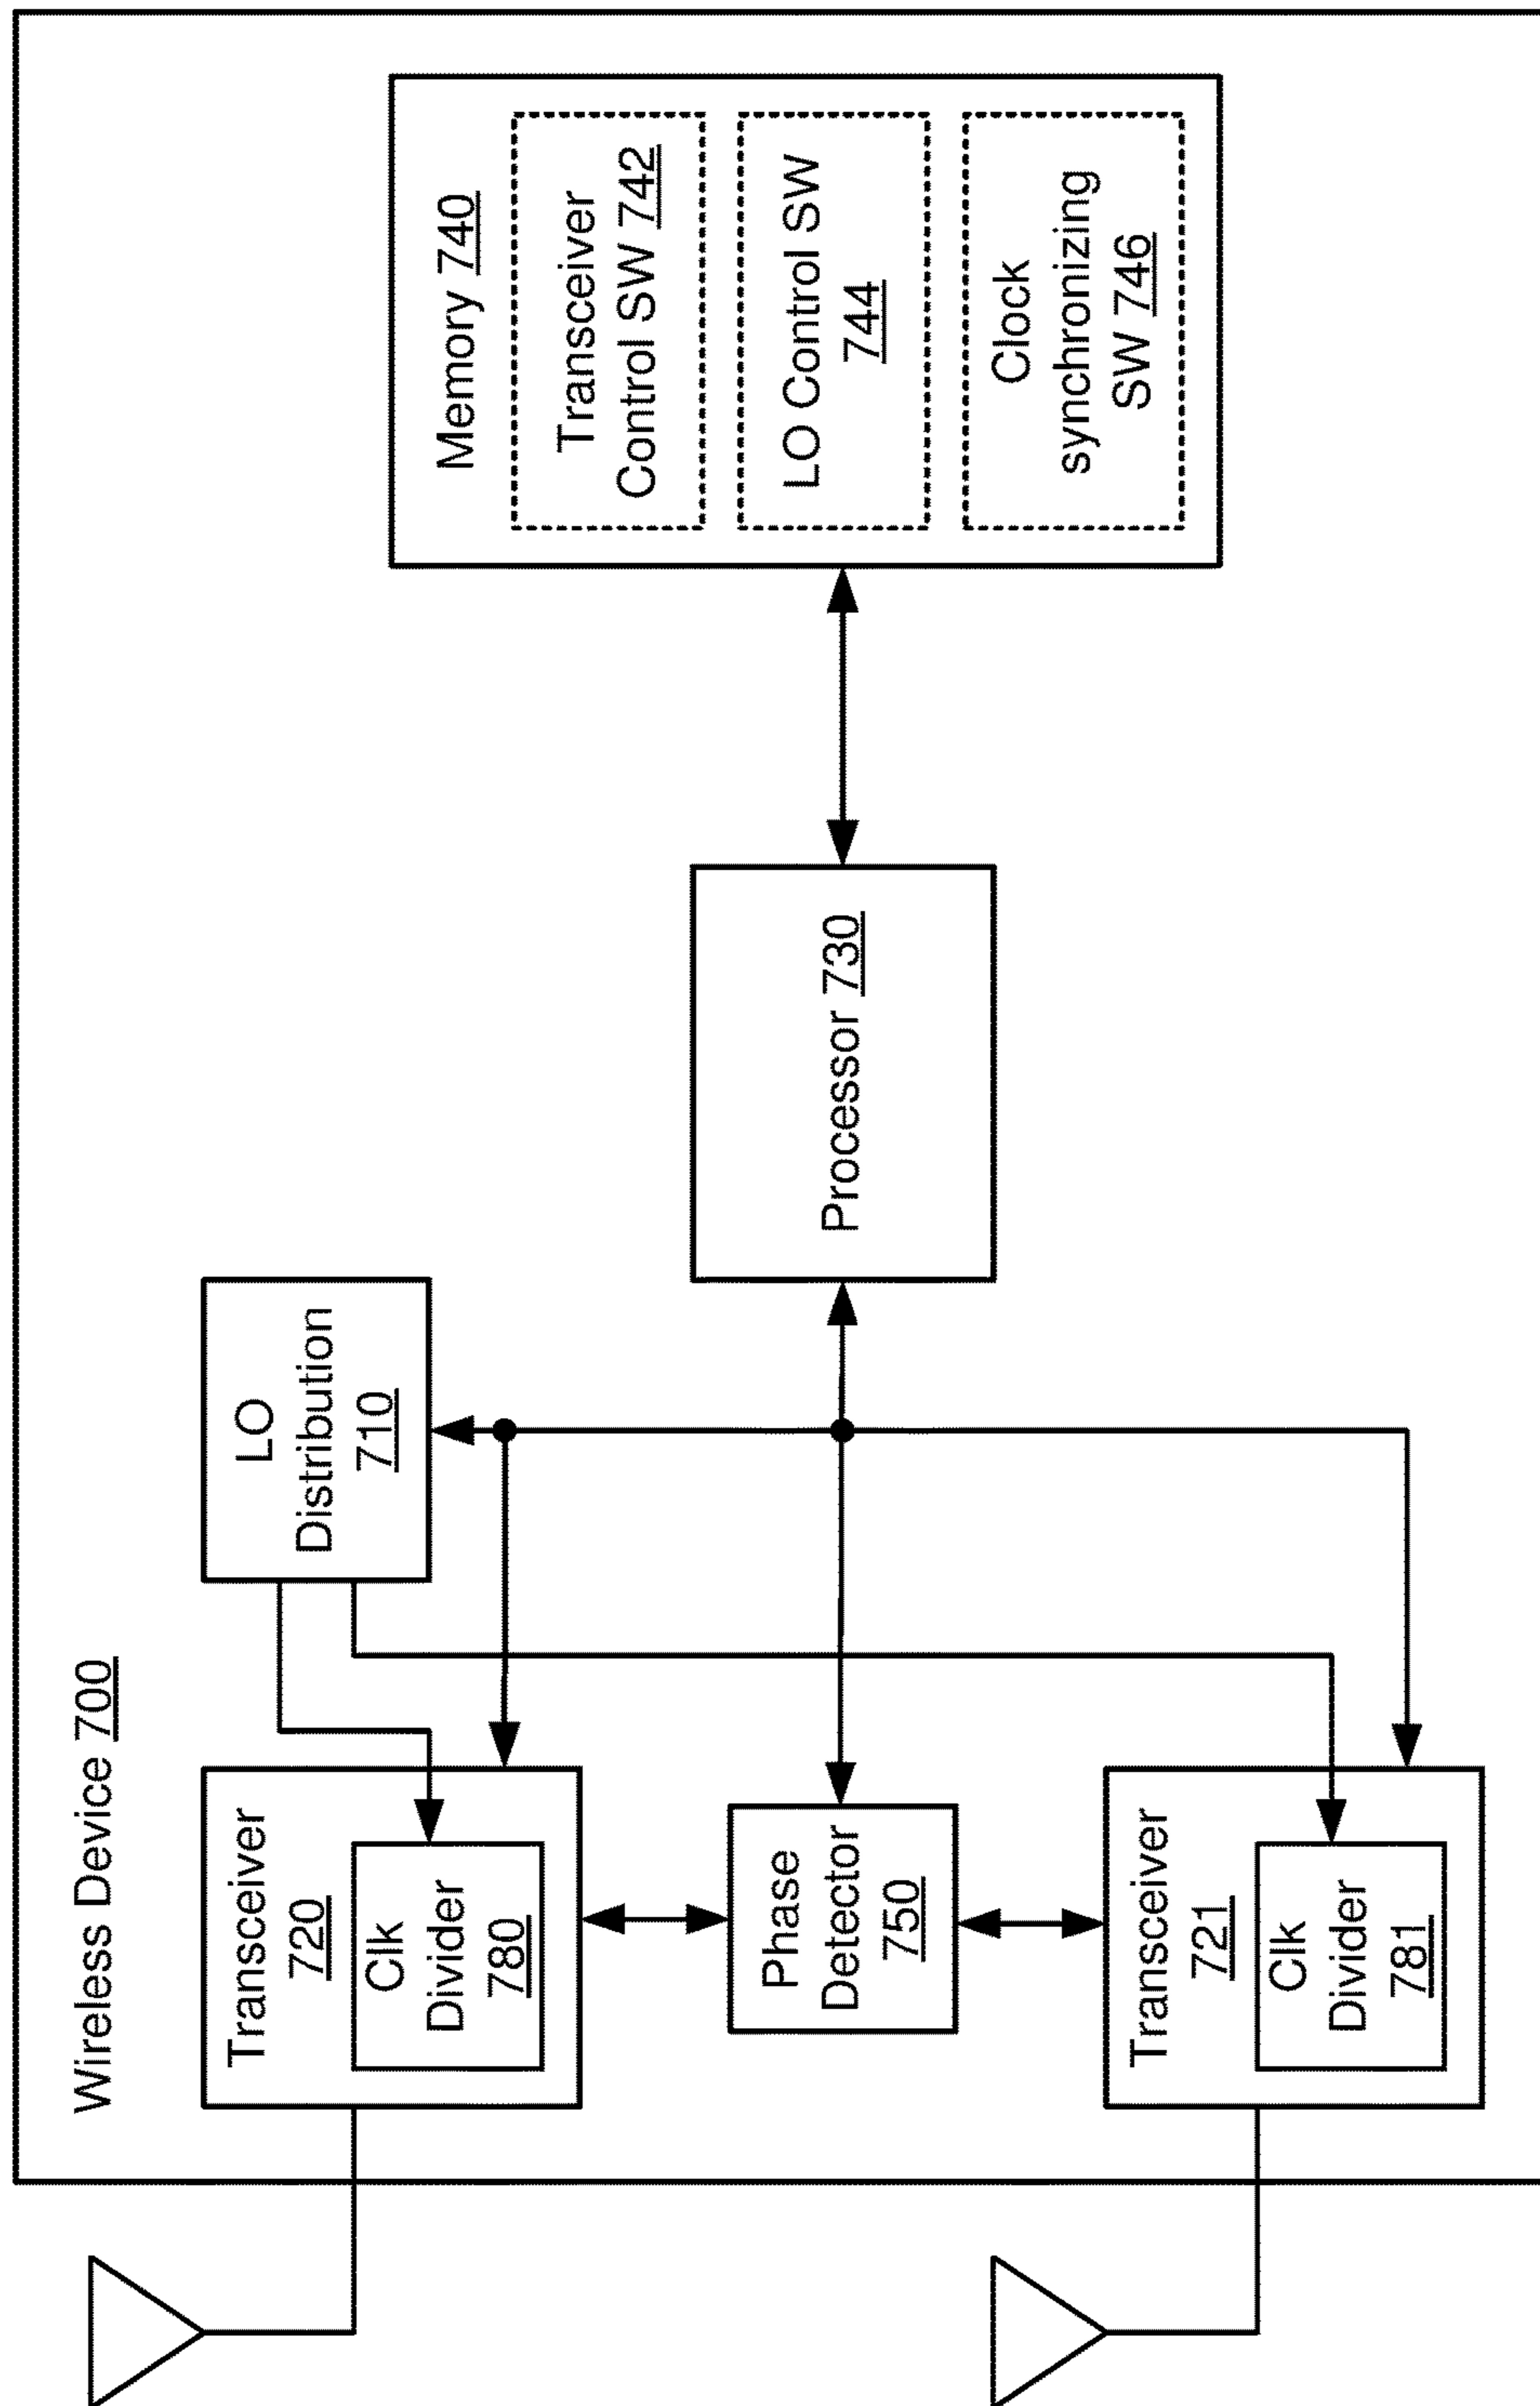 Wireless Device 700
Transceiver
720
Clk
Divider
780
LO
Distribution
710
Phase
Detector
750
Transceiver
721
Clk
Divider
781
Processor 730
Memory 740
Transceiver
Control SW 742
LO Control SW
744
Clock
synchronizing
SW 746